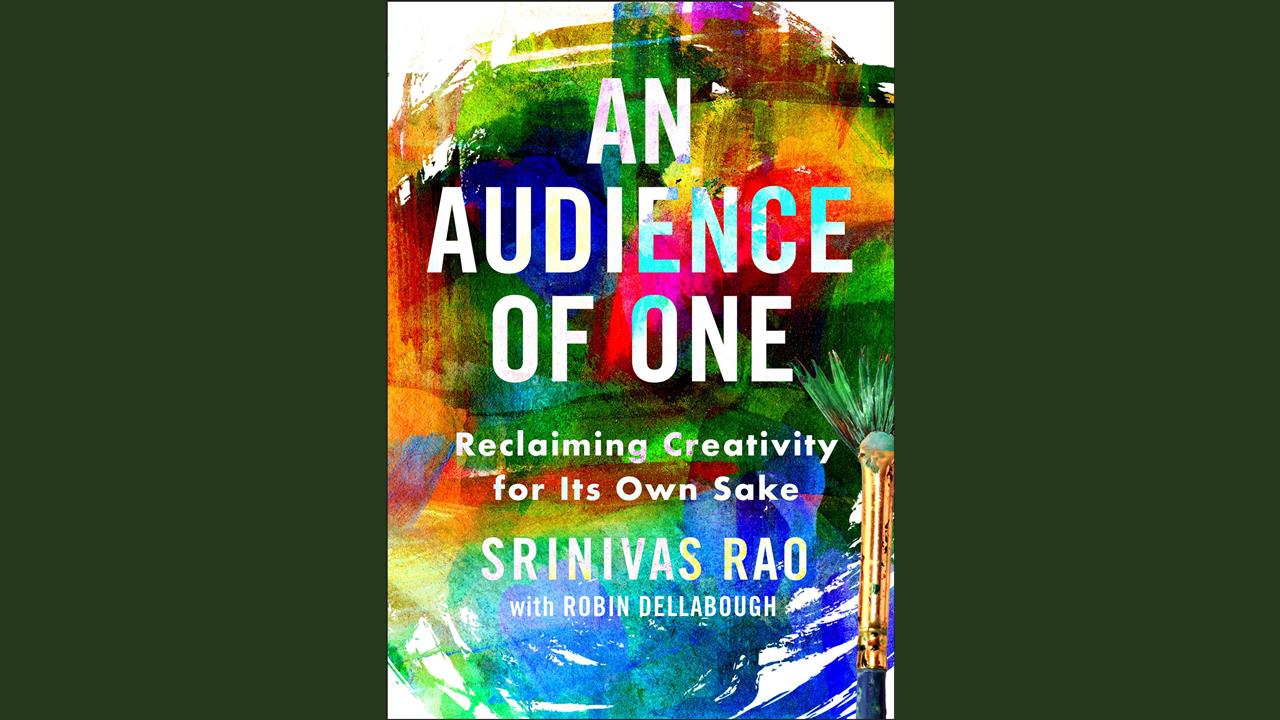 AN
AUDIENCE
OF ONE
Reclaiming Creativity
for Its Own Sake
SRINIVAS RAO
with ROBIN DELLABOUGH